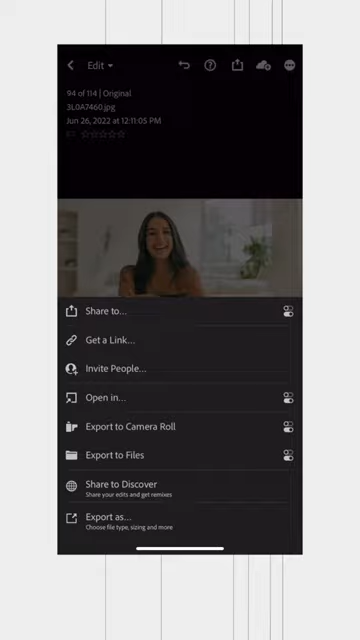 Edit
94 of 114 | Original
3L0A7460.jpg
Jun 26, 2022 at 12:11:05 PM
Share to...
Get a Link...
Invite People...
Open in...
Export to Camera Roll
Export to Files
Share to Discover
Share your edits and get remixes
Export as...
Choose file type, sizing and more